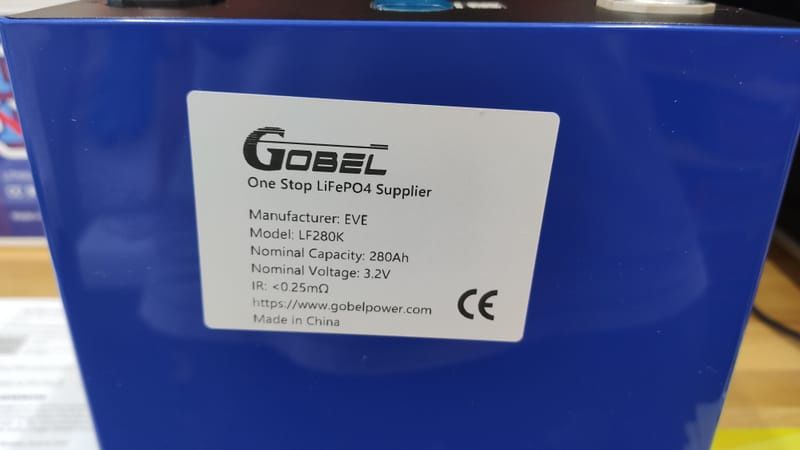 GOBEL
One Stop LiFePO4 Supplier
Manufacturer: EVE
Model: LF280K
Nominal Capacity: 280Ah
Nominal Voltage: 3.2V
IR: <0.25mΩ
https://www.gobelpower.com
Made in China
CE